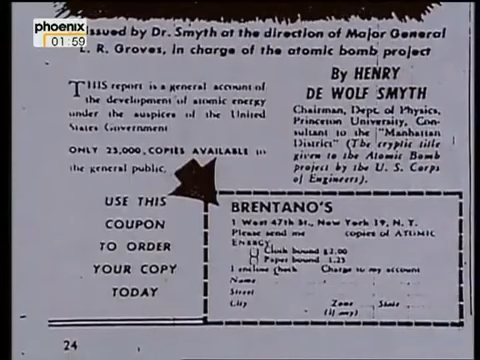 phoenix
01:59
issued by Dr. Smyth at the direction of Major General
L. R. Groves, in charge of the atomic bomb project
THIS report is a general account of
the development of atomic energy
under the auspices of the United
States Government
ONLY 25,000, COPIES AVAILABLE to
the general public.
By HENRY
DE WOLF SMYTH
Chairman, Dept. of Physics,
Princeton University, Con-
sultant to the "Manhattan
District" (The cryptic title
given to the Atomic Bomb
project by the U. S. Corps
of Engineers).
USE THIS
COUPON
TO ORDER
YOUR COPY
TODAY
BRENTANO'S
1 West 47th St., New York 19, N. Y.
Please send me copies of ATOMIC
ENERGY
Cloth bound $2.00
Paper bound 1.25
I enclose check Charge to my account
Name
Street
City Zone State
(if any)
24